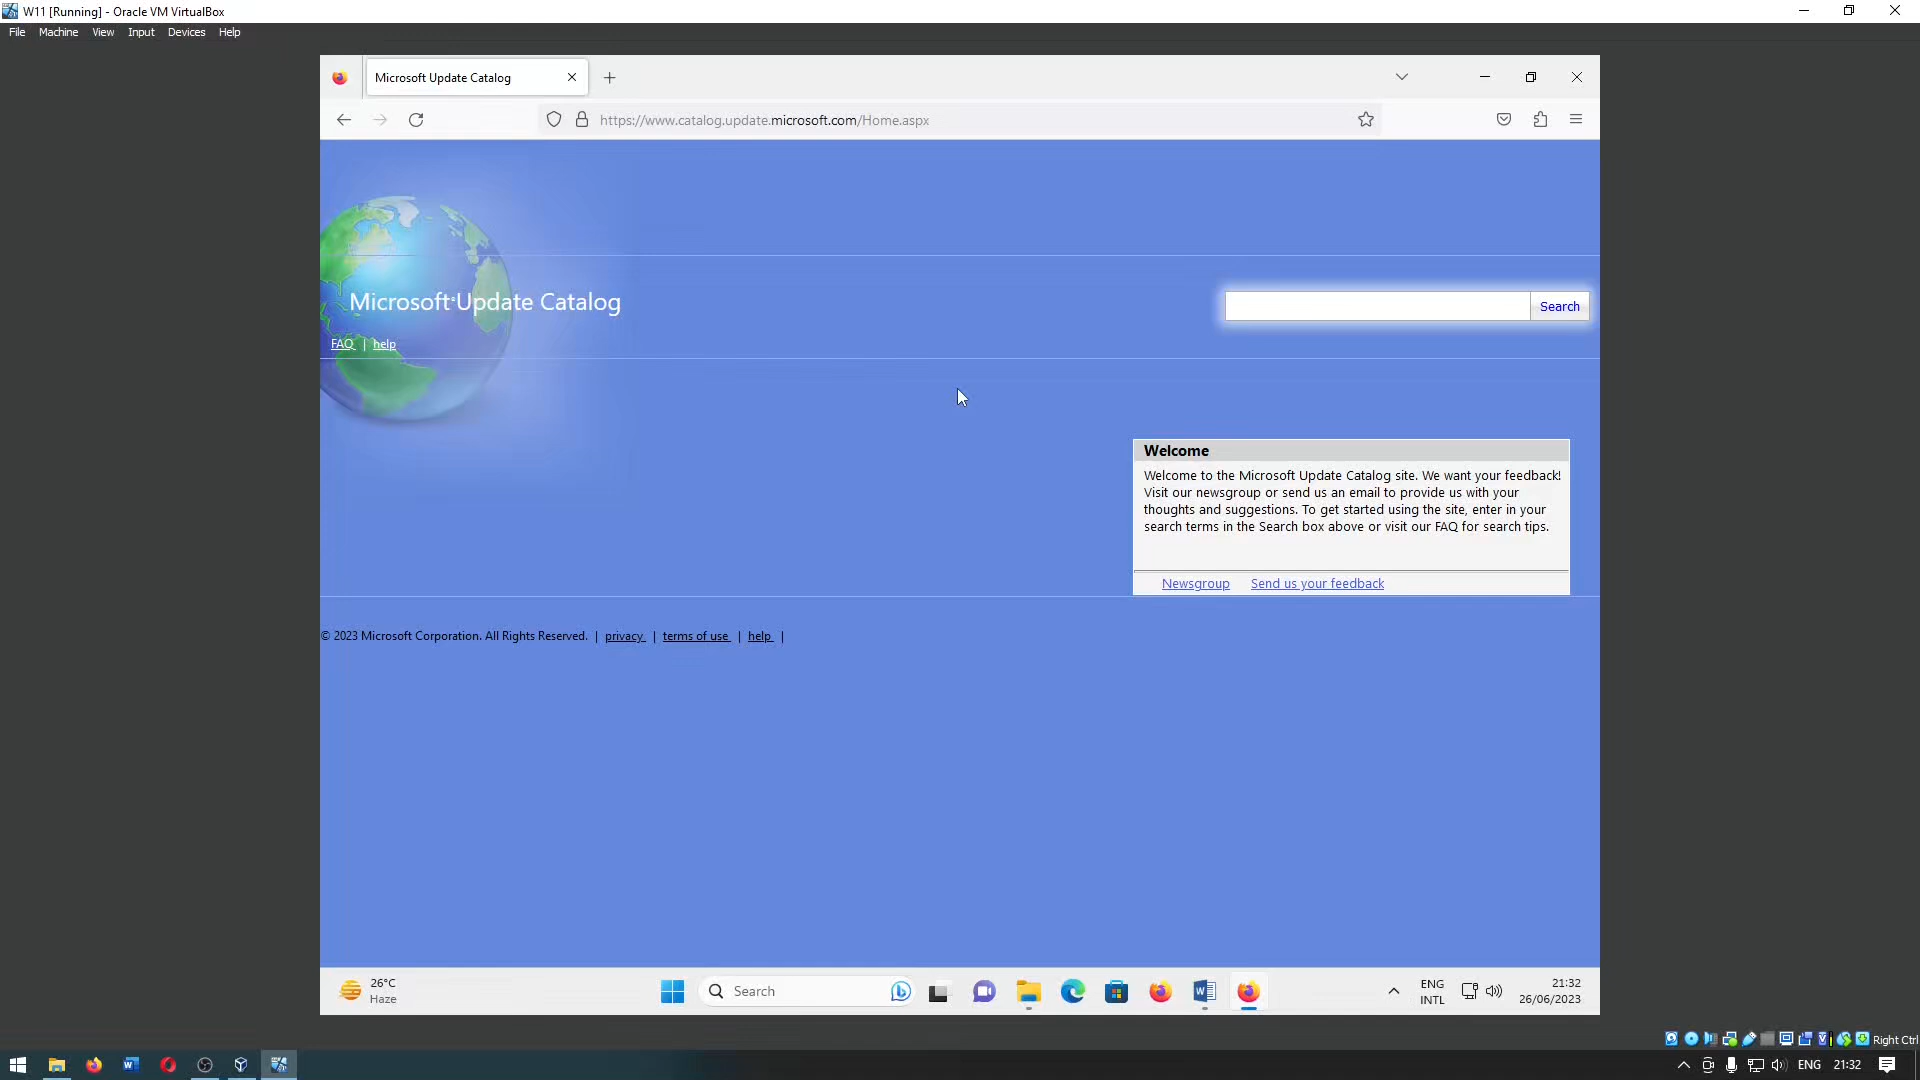 W11 [Running] - Oracle VM VirtualBox
File Machine View Input Devices Help
Microsoft Update Catalog
https://www.catalog.update.microsoft.com/Home.aspx
Microsoft Update Catalog
Search
FAQ | help
Welcome
Welcome to the Microsoft Update Catalog site. We want your feedback!
Visit our newsgroup or send us an email to provide us with your
thoughts and suggestions. To get started using the site, enter in your
search terms in the Search box above or visit our FAQ for search tips.
Newsgroup Send us your feedback
© 2023 Microsoft Corporation. All Rights Reserved. | privacy | terms of use | help |
26°C
Haze
Search
ENG
INTL
21:32
26/06/2023
Right Ctrl
ENG 21:32